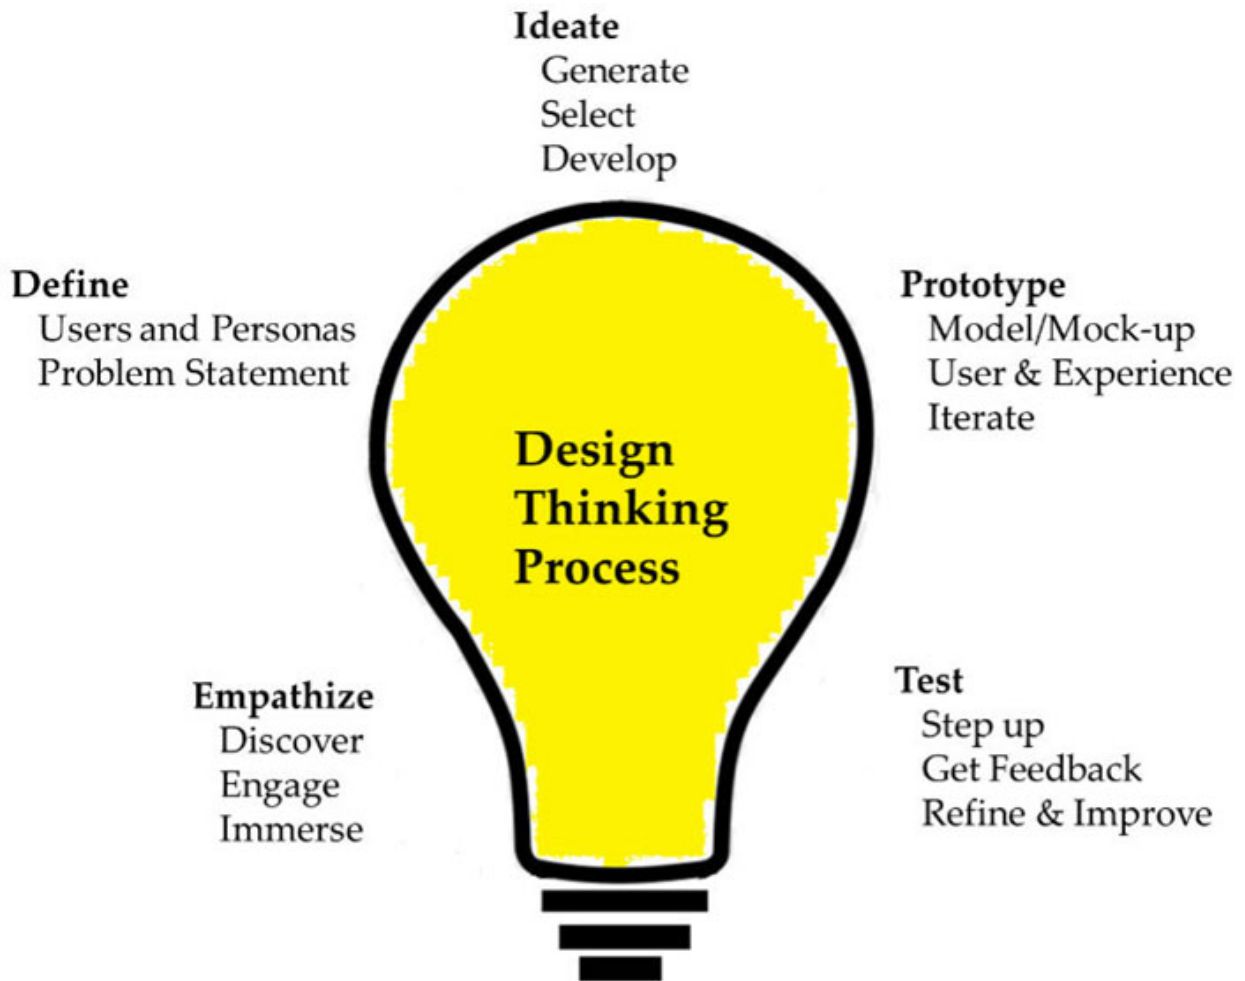 Ideate
Generate
Select
Develop
Define
Users and Personas
Problem Statement
Prototype
Model/Mock-up
User & Experience
Iterate
Design
Thinking
Process
Empathize
Discover
Engage
Immerse
Test
Step up
Get Feedback
Refine & Improve